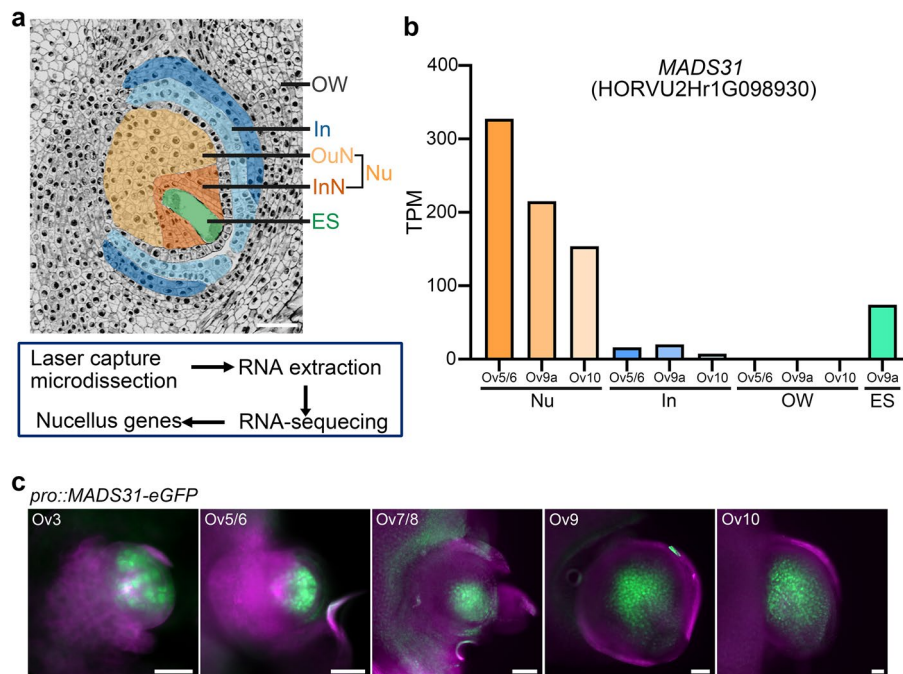 a
OW
In
OuN
Nu
InN
ES
Laser capture
microdissection
RNA extraction
Nucellus genes
RNA-sequecing
b
MADS31
(HORVU2Hr1G098930)
TPM
400
300
200
100
0
Ov5/6 Ov9a Ov10 Ov5/6 Ov9a Ov10 Ov5/6 Ov9a Ov10 Ov9a
Nu In OW ES
c
pro::MADS31-eGFP
Ov3 Ov5/6 Ov7/8 Ov9 Ov10